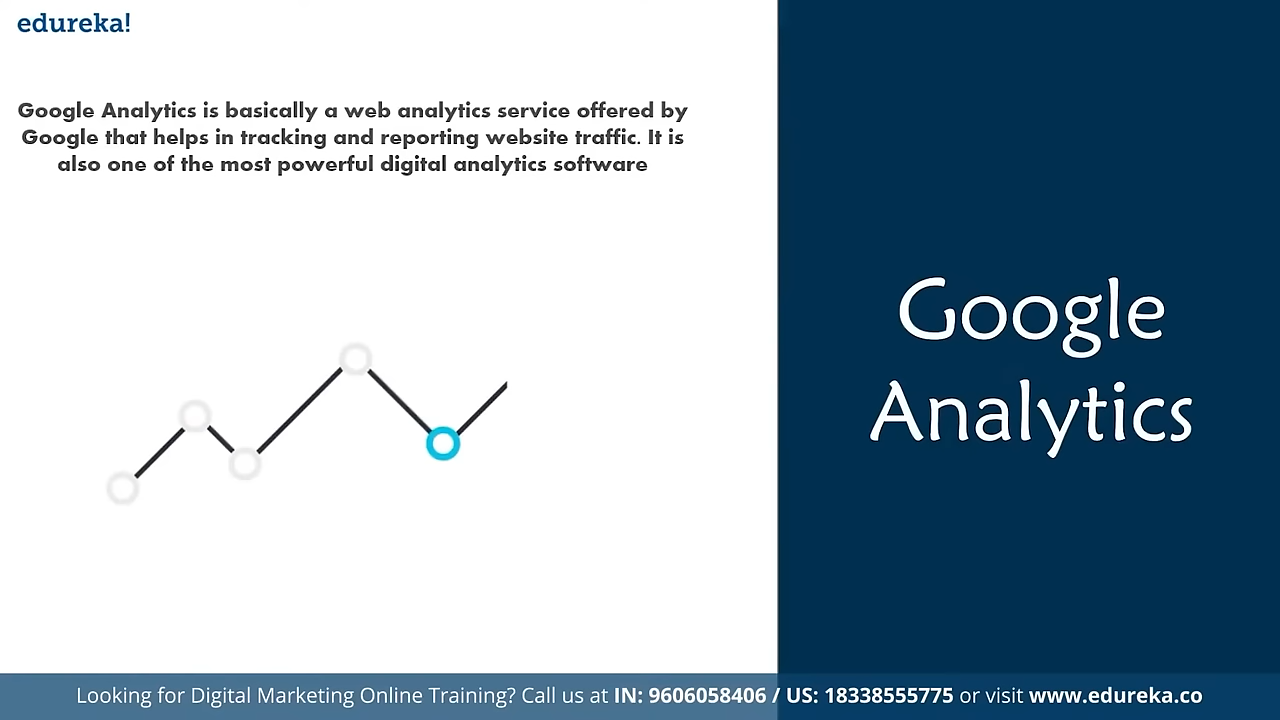 edureka!
Google Analytics is basically a web analytics service offered by
Google that helps in tracking and reporting website traffic. It is
also one of the most powerful digital analytics software
Google
Analytics
Looking for Digital Marketing Online Training? Call us at IN: 9606058406 / US: 18338555775 or visit www.edureka.co